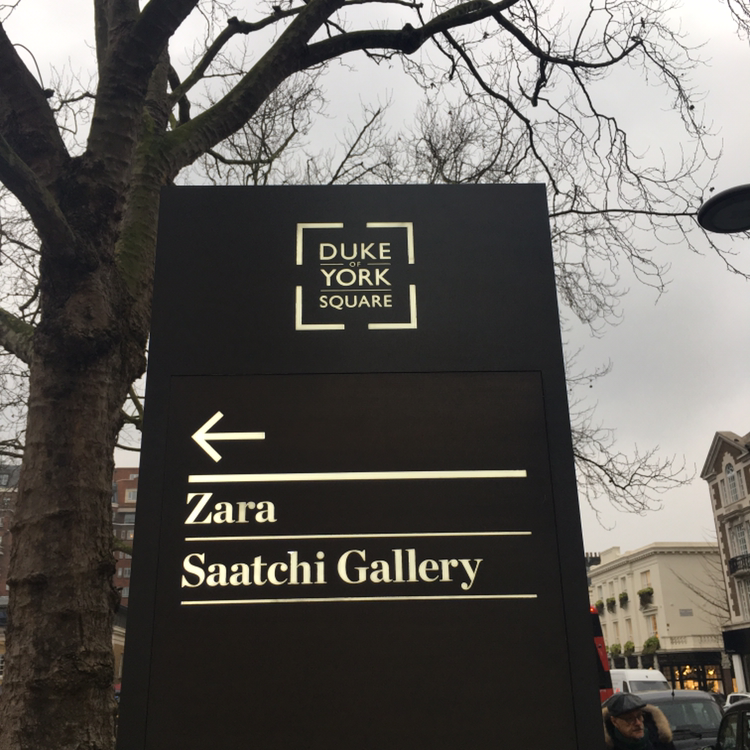 DUKE
OF
YORK
SQUARE
Zara
Saatchi Gallery